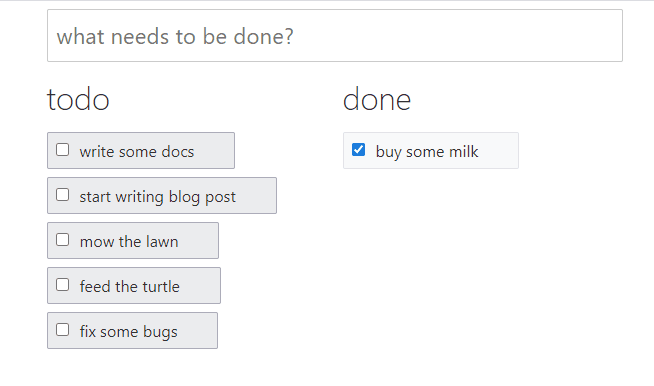 what needs to be done?
todo
write some docs
start writing blog post
mow the lawn
feed the turtle
fix some bugs
done
buy some milk